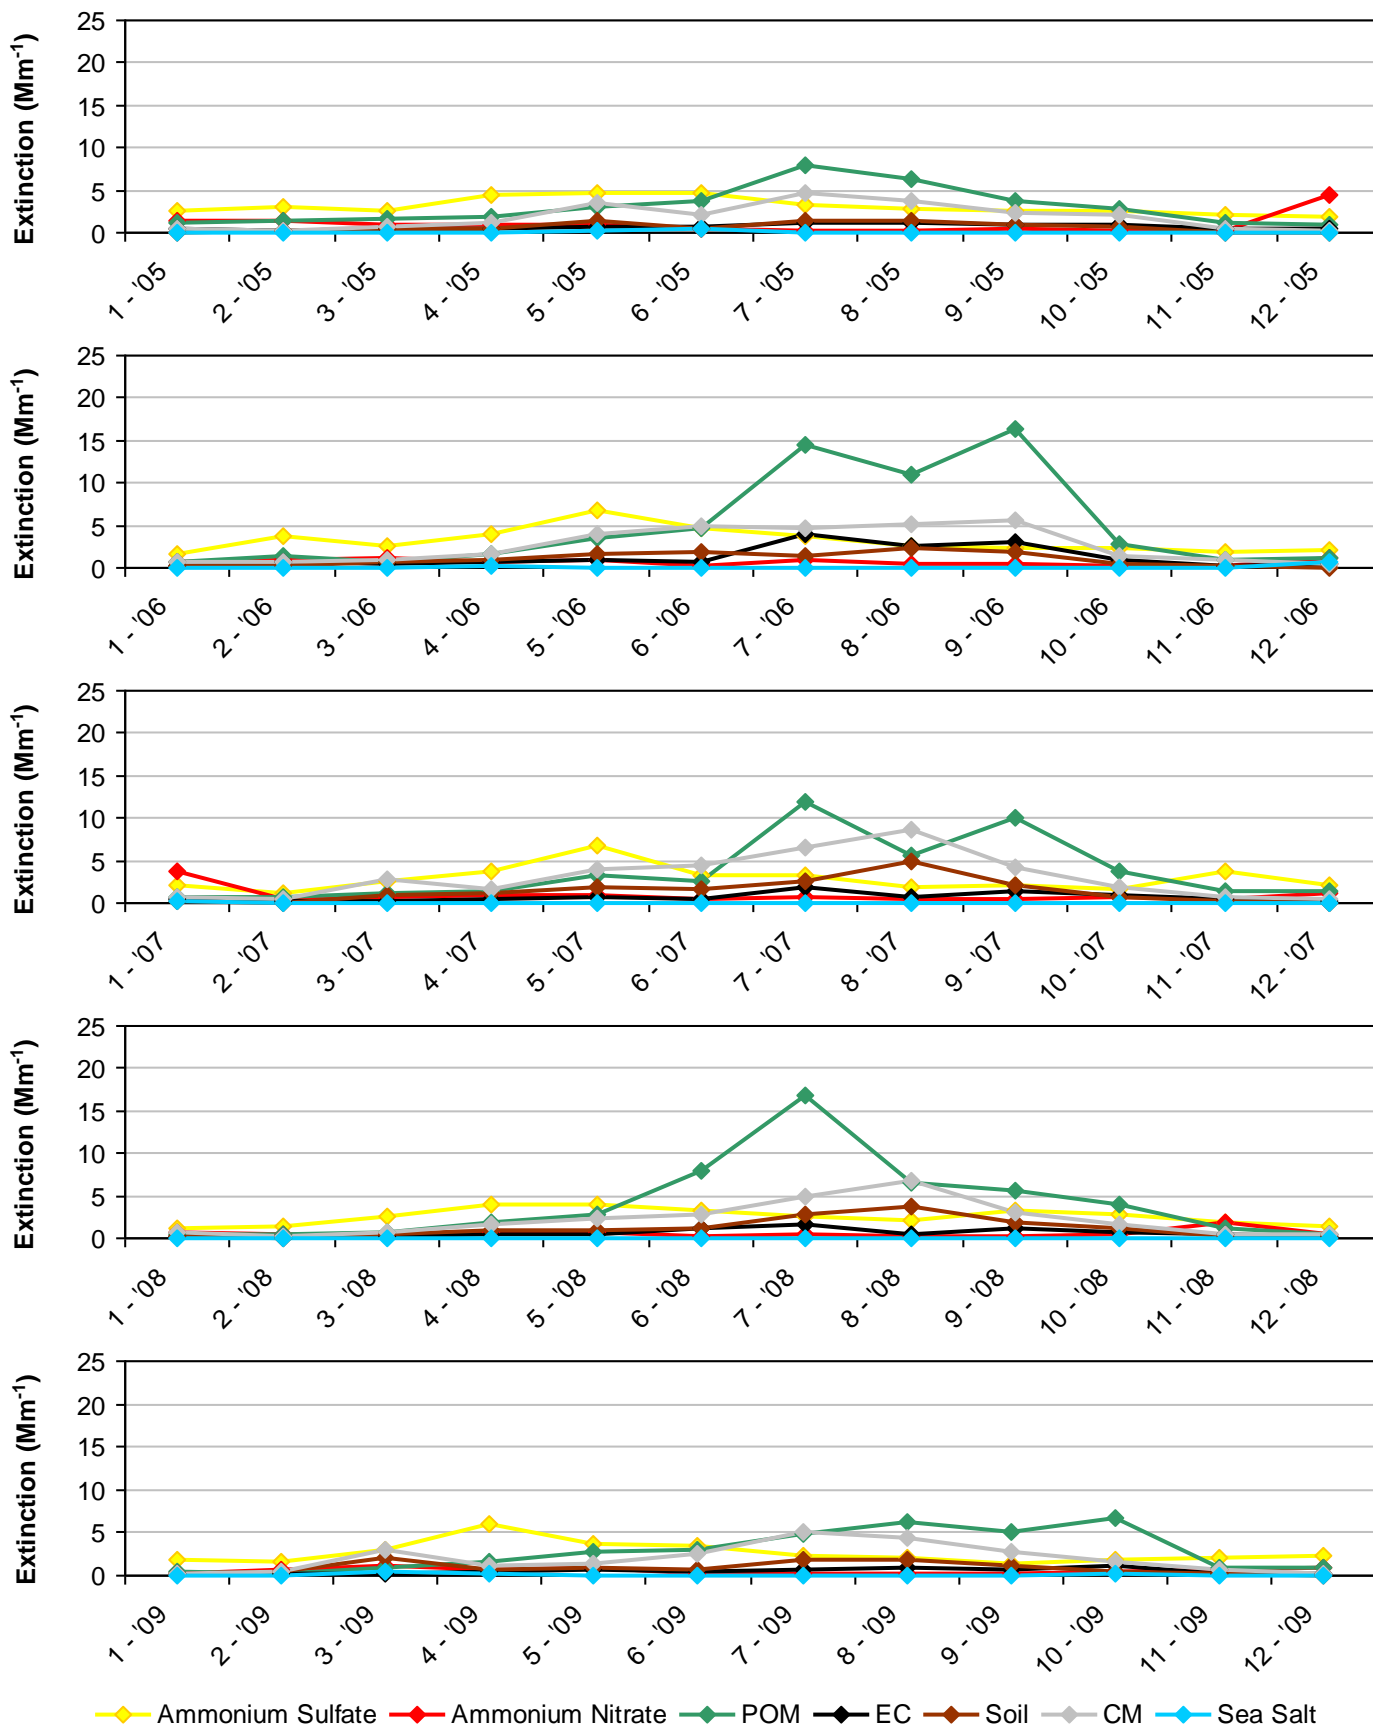 25
20
15
10
5
0
Extinction (Mm-1)
1 - '05 2 - '05 3 - '05 4 - '05 5 - '05 6 - '05 7 - '05 8 - '05 9 - '05 10 - '05 11 - '05 12 - '05
25
20
15
10
5
0
Extinction (Mm-1)
1 - '06 2 - '06 3 - '06 4 - '06 5 - '06 6 - '06 7 - '06 8 - '06 9 - '06 10 - '06 11 - '06 12 - '06
25
20
15
10
5
0
Extinction (Mm-1)
1 - '07 2 - '07 3 - '07 4 - '07 5 - '07 6 - '07 7 - '07 8 - '07 9 - '07 10 - '07 11 - '07 12 - '07
25
20
15
10
5
0
Extinction (Mm-1)
1 - '08 2 - '08 3 - '08 4 - '08 5 - '08 6 - '08 7 - '08 8 - '08 9 - '08 10 - '08 11 - '08 12 - '08
25
20
15
10
5
0
Extinction (Mm-1)
1 - '09 2 - '09 3 - '09 4 - '09 5 - '09 6 - '09 7 - '09 8 - '09 9 - '09 10 - '09 11 - '09 12 - '09
Ammonium Sulfate Ammonium Nitrate POM EC Soil CM Sea Salt